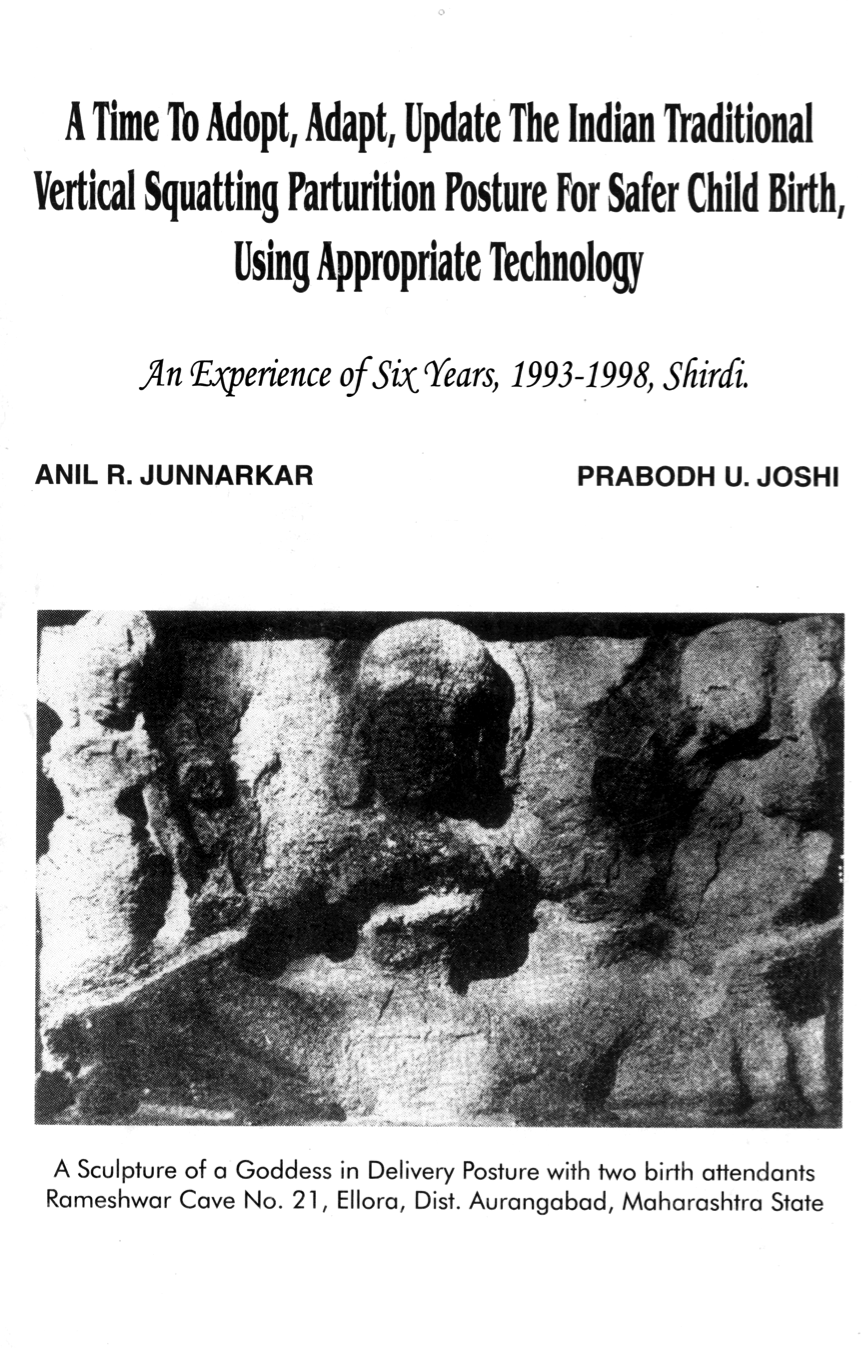 A Time To Adopt, Adapt, Update The Indian Traditional
Vertical Squatting Parturition Posture For Safer Child Birth,
Using Appropriate Technology
An Experience of Six Years, 1993-1998, Shirdi.
ANIL R. JUNNARKAR PRABODH U. JOSHI
A Sculpture of a Goddess in Delivery Posture with two birth attendants
Rameshwar Cave No. 21, Ellora, Dist. Aurangabad, Maharashtra State